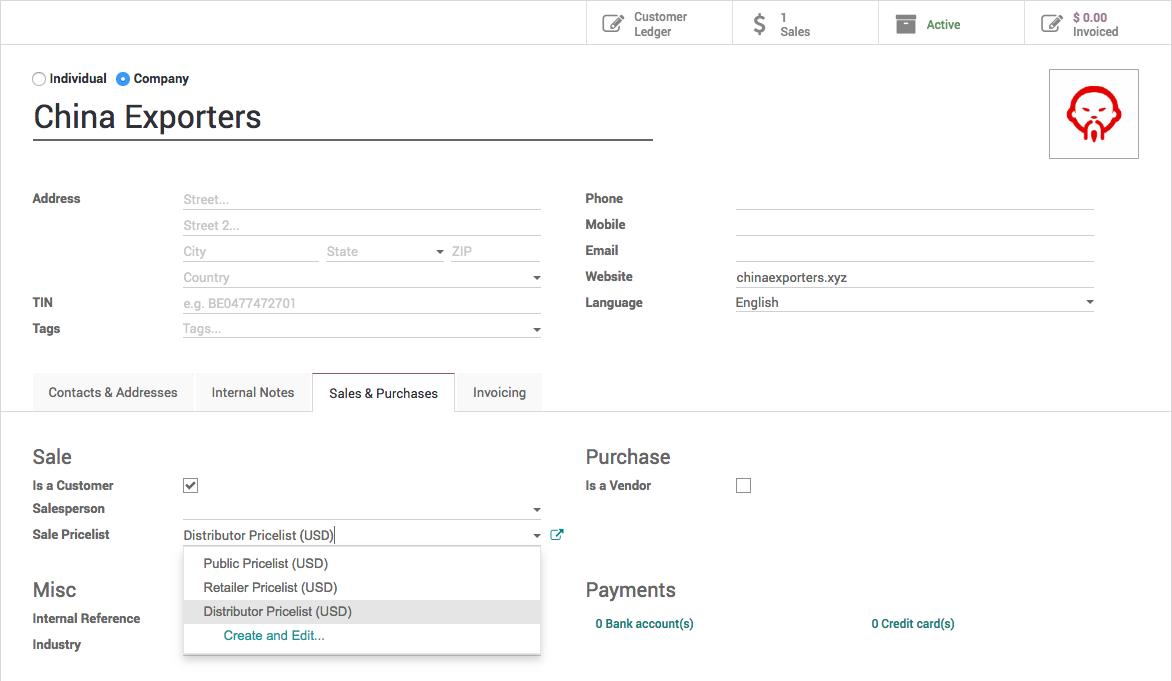 Customer Ledger
$ 1 Sales
Active
$ 0.00 Invoiced
Individual Company
China Exporters
Address Street...
Street 2...
City State ZIP
Country
TIN e.g. BE0477472701
Tags Tags...
Phone
Mobile
Email
Website chinaexporters.xyz
Language English
Contacts & Addresses Internal Notes Sales & Purchases Invoicing
Sale
Is a Customer
Salesperson
Sale Pricelist Distributor Pricelist (USD)
Public Pricelist (USD)
Retailer Pricelist (USD)
Distributor Pricelist (USD)
Create and Edit...
Purchase
Is a Vendor
Misc
Internal Reference
Industry
Payments
0 Bank account(s) 0 Credit card(s)